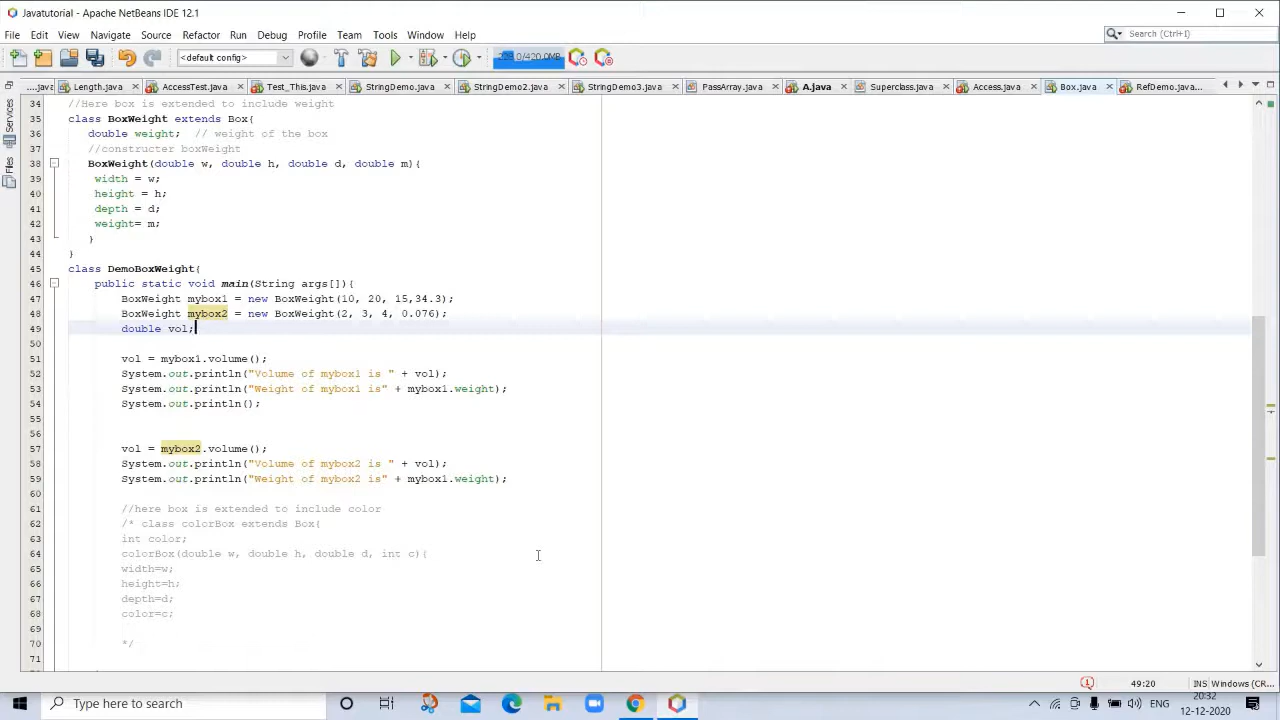 Javatutorial - Apache NetBeans IDE 12.1
File Edit View Navigate Source Refactor Run Debug Profile Team Tools Window Help
Search (Ctrl+I)
<default config>
/420.0MB
....java Length.java AccessTest.java Test_This.java StringDemo.java StringDemo2.java StringDemo3.java PassArray.java A.java Superclass.java Access.java Box.java RefDemo.java...
Services
Files
34 //Here box is extended to include weight
35 class BoxWeight extends Box{
36 double weight; // weight of the box
37 //constructer boxWeight
38 BoxWeight(double w, double h, double d, double m){
39 width = w;
40 height = h;
41 depth = d;
42 weight= m;
43 }
44 }
45 class DemoBoxWeight{
46 public static void main(String args[]){
47 BoxWeight mybox1 = new BoxWeight(10, 20, 15,34.3);
48 BoxWeight mybox2 = new BoxWeight(2, 3, 4, 0.076);
49 double vol;
50
51 vol = mybox1.volume();
52 System.out.println("Volume of mybox1 is " + vol);
53 System.out.println("Weight of mybox1 is" + mybox1.weight);
54 System.out.println();
55
56
57 vol = mybox2.volume();
58 System.out.println("Volume of mybox2 is " + vol);
59 System.out.println("Weight of mybox2 is" + mybox1.weight);
60
61 //here box is extended to include color
62 /* class colorBox extends Box{
63 int color;
64 colorBox(double w, double h, double d, int c){
65 width=w;
66 height=h;
67 depth=d;
68 color=c;
69
70 */
71
49:20 INS Windows (CR...
Type here to search
ENG
20:32
12-12-2020